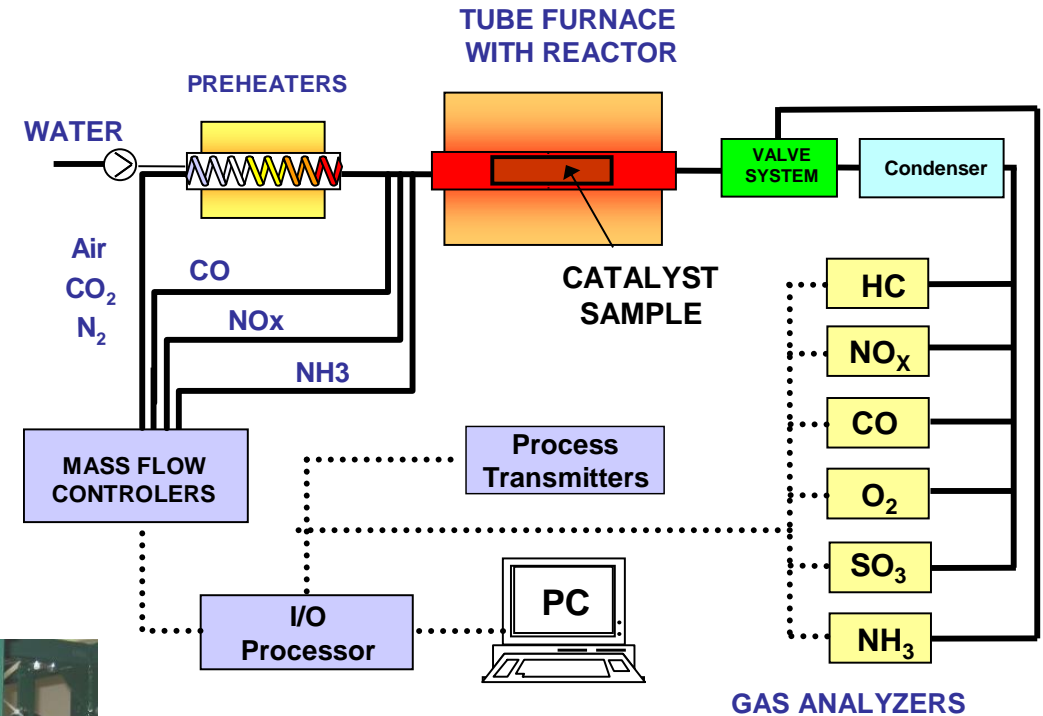 TUBE FURNACE
WITH REACTOR
PREHEATERS
WATER
VALVE
SYSTEM
Condenser
Air
CO₂
N₂
CO
NOx
NH3
CATALYST
SAMPLE
HC
NOₓ
CO
O₂
SO₃
NH₃
MASS FLOW
CONTROLERS
Process
Transmitters
I/O
Processor
PC
GAS ANALYZERS